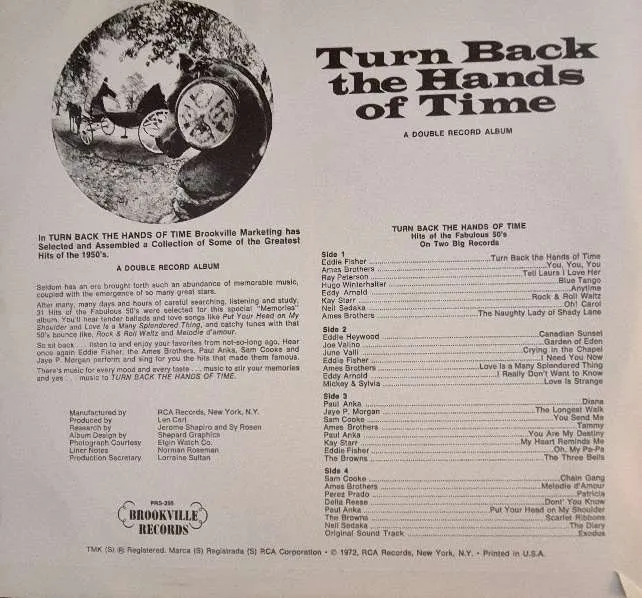 Turn Back
the Hands
of Time
A DOUBLE RECORD ALBUM
In TURN BACK THE HANDS OF TIME Brookville Marketing has
Selected and Assembled a Collection of Some of the Greatest
Hits of the 1950's.
A DOUBLE RECORD ALBUM
Seldom has an era brought forth such an abundance of memorable music,
coupled with the emergence of so many great stars.
After many, many days and hours of careful searching, listening and study,
31 Hits of the Fabulous 50's were selected for this special "Memories"
album. You'll hear tender ballads and love songs like Put Your Head on My
Shoulder and Love Is a Many Splendored Thing, and catchy tunes with that
50's bounce like, Rock & Roll Waltz and Melodie d'amour.
So sit back . . . listen to and enjoy your favorites from not-so-long ago. Hear
once again Eddie Fisher, the Ames Brothers, Paul Anka, Sam Cooke and
Jaye P. Morgan perform and sing for you the hits that made them famous.
There's music for every mood and every taste . . . music to stir your memories
and yes . . . music to TURN BACK THE HANDS OF TIME.
Manufactured by RCA Records, New York, N.Y.
Produced by Len Carl
Research by Jerome Shapiro and Sy Rosen
Album Design by Shepard Graphics
Photograph Courtesy Elgin Watch Co.
Liner Notes Norman Roseman
Production Secretary Lorraine Sultan
PRS-355
BROOKVILLE
RECORDS
TURN BACK THE HANDS OF TIME
Hits of the Fabulous 50's
On Two Big Records
Side 1
Eddie Fisher Turn Back the Hands of Time
Ames Brothers You, You, You
Ray Peterson Tell Laura I Love Her
Hugo Winterhalter Blue Tango
Eddy Arnold Anytime
Kay Starr Rock & Roll Waltz
Neil Sedaka Oh! Carol
Ames Brothers The Naughty Lady of Shady Lane
Side 2
Eddie Heywood Canadian Sunset
Joe Valino Garden of Eden
June Valli Crying in the Chapel
Eddie Fisher I Need You Now
Ames Brothers Love Is a Many Splendored Thing
Eddy Arnold I Really Don't Want to Know
Mickey & Sylvia Love Is Strange
Side 3
Paul Anka Diana
Jaye P. Morgan The Longest Walk
Sam Cooke You Send Me
Ames Brothers Tammy
Paul Anka You Are My Destiny
Kay Starr My Heart Reminds Me
Eddie Fisher Oh, My Pa-Pa
The Browns The Three Bells
Side 4
Sam Cooke Chain Gang
Ames Brothers Melodie d'Amour
Perez Prado Patricia
Della Reese Dont' You Know
Paul Anka Put Your Head on My Shoulder
The Browns Scarlet Ribbons
Neil Sedaka The Diary
Original Sound Track Exodus
TMK (S) ® Registered. Marca (S) Registrada (S) RCA Corporation • © 1972, RCA Records, New York, N.Y. • Printed in U.S.A.